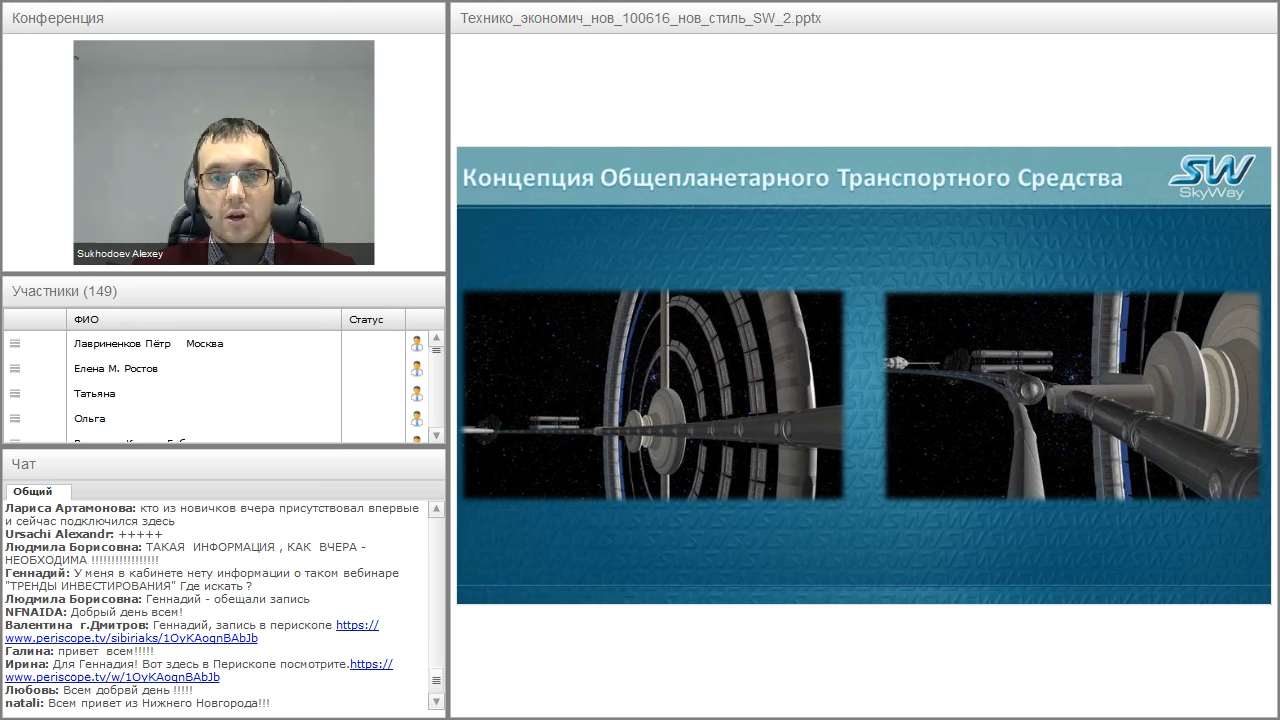 Конференция
Sukhodoev Alexey
Участники (149)
ФИО
Статус
Лавриненков Пётр Москва
Елена М. Ростов
Татьяна
Ольга
Чат
Общий
Лариса Артамонова: кто из новичков вчера присутствовал впервые
и сейчас подключился здесь
Ursachi Alexandr: +++++
Людмила Борисовна: ТАКАЯ ИНФОРМАЦИЯ , КАК ВЧЕРА -
НЕОБХОДИМА !!!!!!!!!!!!!!!!!
Геннадий: У меня в кабинете нету информации о таком вебинаре
"ТРЕНДЫ ИНВЕСТИРОВАНИЯ" Где искать ?
Людмила Борисовна: Геннадий - обещали запись
NFNAIDA: Добрый день всем!
Валентина г.Дмитров: Геннадий, запись в перископе https://
www.periscope.tv/sibiriaks/1OyKAognBAbJb
Галина: привет всем!!!!!
Ирина: Для Геннадия! Вот здесь в Перископе посмотрите.https://
www.periscope.tv/w/1OyKAognBAbJb
Любовь: Всем добрвй день !!!!!
natali: Всем привет из Нижнего Новгорода!!!
Технико_экономич_нов_100616_нов_стиль_SW_2.pptx
Концепция Общепланетарного Транспортного Средства
SW
SkyWay